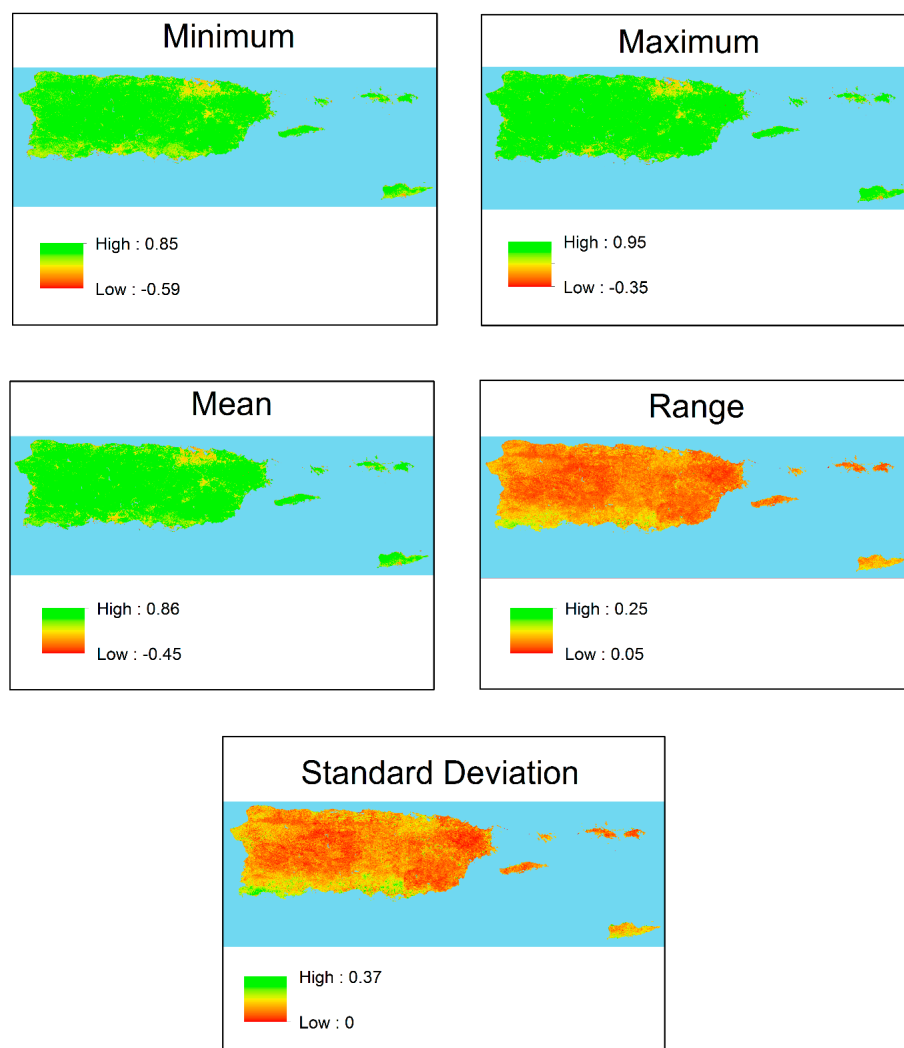 Minimum
High : 0.85
Low : -0.59
Maximum
High : 0.95
Low : -0.35
Mean
High : 0.86
Low : -0.45
Range
High : 0.25
Low : 0.05
Standard Deviation
High : 0.37
Low : 0